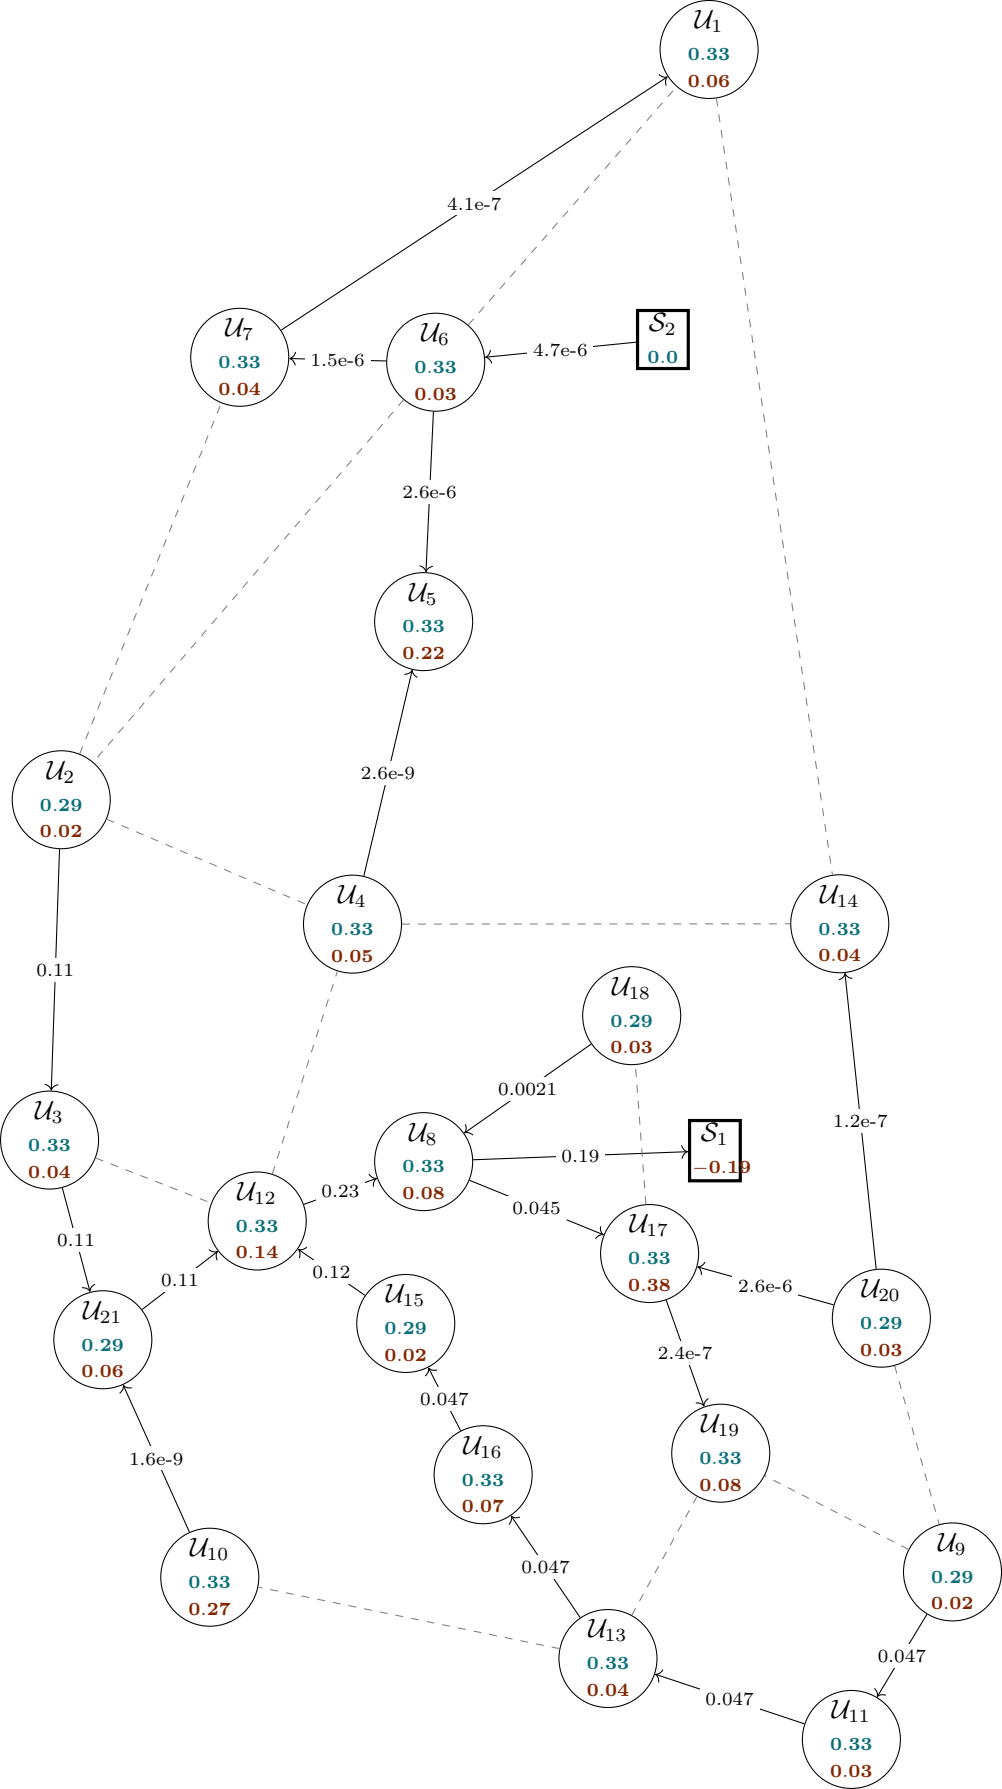 𝒰₁
0.33
0.06
4.1e-7
𝒰₇
0.33
0.04
1.5e-6
𝒰₆
0.33
0.03
4.7e-6
𝒮₂
0.0
2.6e-6
𝒰₅
0.33
0.22
2.6e-9
𝒰₂
0.29
0.02
𝒰₄
0.33
0.05
𝒰₁₄
0.33
0.04
0.11
𝒰₁₈
0.29
0.03
0.0021
1.2e-7
𝒰₃
0.33
0.04
𝒰₈
0.33
0.08
0.19
𝒮₁
−0.19
𝒰₁₂
0.33
0.14
0.23
0.045
𝒰₁₇
0.33
0.38
0.11
0.11
0.12
2.6e-6
𝒰₂₀
0.29
0.03
𝒰₂₁
0.29
0.06
𝒰₁₅
0.29
0.02
2.4e-7
0.047
𝒰₁₉
0.33
0.08
1.6e-9
𝒰₁₆
0.33
0.07
𝒰₁₀
0.33
0.27
0.047
𝒰₉
0.29
0.02
𝒰₁₃
0.33
0.04
0.047
0.047
𝒰₁₁
0.33
0.03